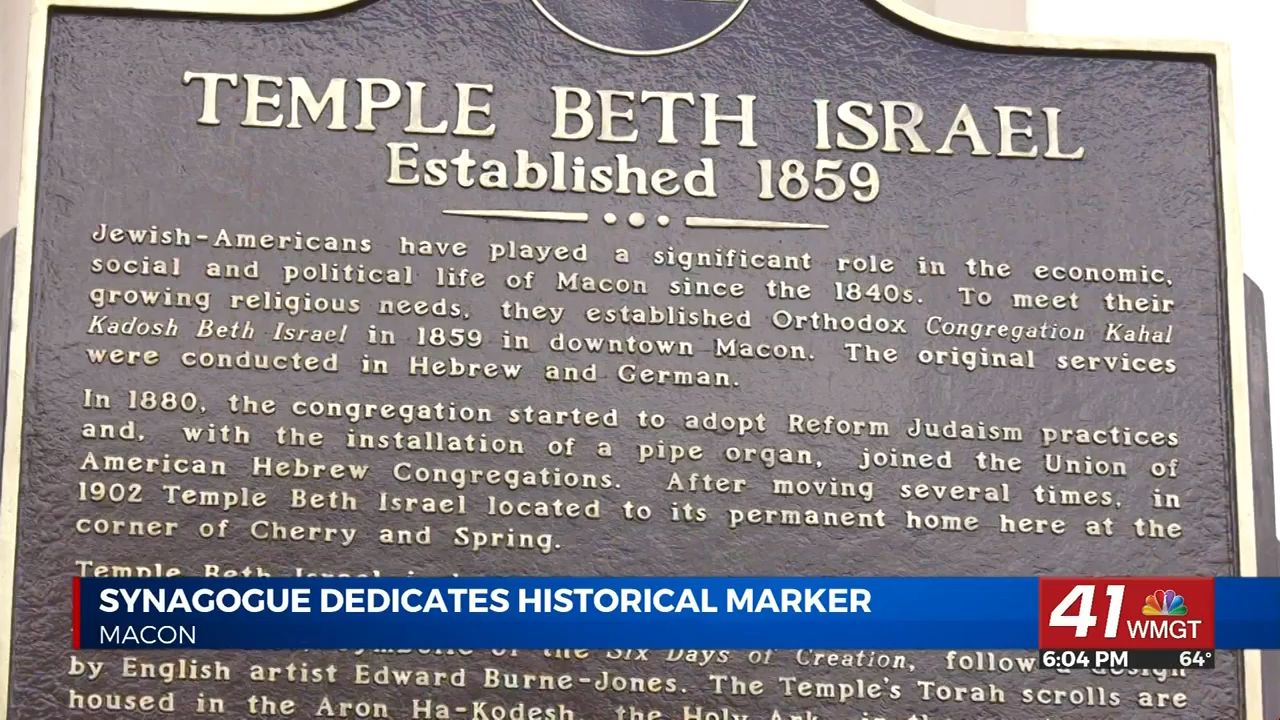 TEMPLE BETH ISRAEL
Established 1859
Jewish-Americans have played a significant role in the economic,
social and political life of Macon since the 1840s. To meet their
growing religious needs, they established Orthodox Congregation Kahal
Kadosh Beth Israel in 1859 in downtown Macon. The original services
were conducted in Hebrew and German.
In 1880, the congregation started to adopt Reform Judaism practices
and, with the installation of a pipe organ, joined the Union of
American Hebrew Congregations. After moving several times, in
1902 Temple Beth Israel located to its permanent home here at the
corner of Cherry and Spring.
Temple Beth Israel
SYNAGOGUE DEDICATES HISTORICAL MARKER
MACON
41
WMGT
6:04 PM 64°
of the Six Days of Creation, follow a design
by English artist Edward Burne-Jones. The Temple's Torah scrolls are
housed in the Aron Ha-Kodesh, the Holy Ark, in